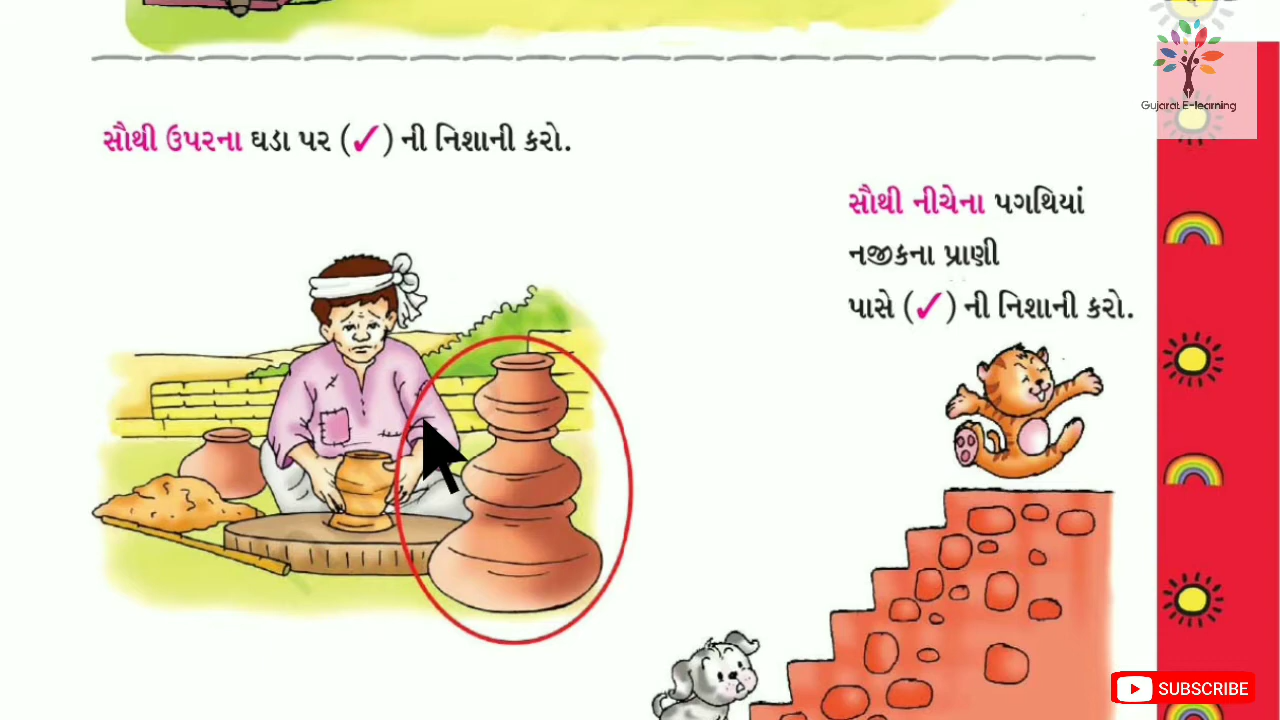 Gujarat E-learning
સૌથી ઉપરના ઘડા પર (✓) ની નિશાની કરો.
સૌથી નીચેના પગથિયાં
નજીકના પ્રાણી
પાસે (✓) ની નિશાની કરો.
SUBSCRIBE